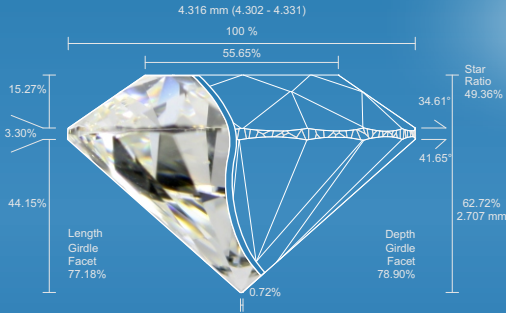 4.316 mm (4.302 - 4.331)
100 %
55.65%
Star
Ratio
49.36%
15.27%
34.61°
3.30%
41.65°
44.15%
62.72%
2.707 mm
Length
Girdle
Facet
77.18%
Depth
Girdle
Facet
78.90%
0.72%